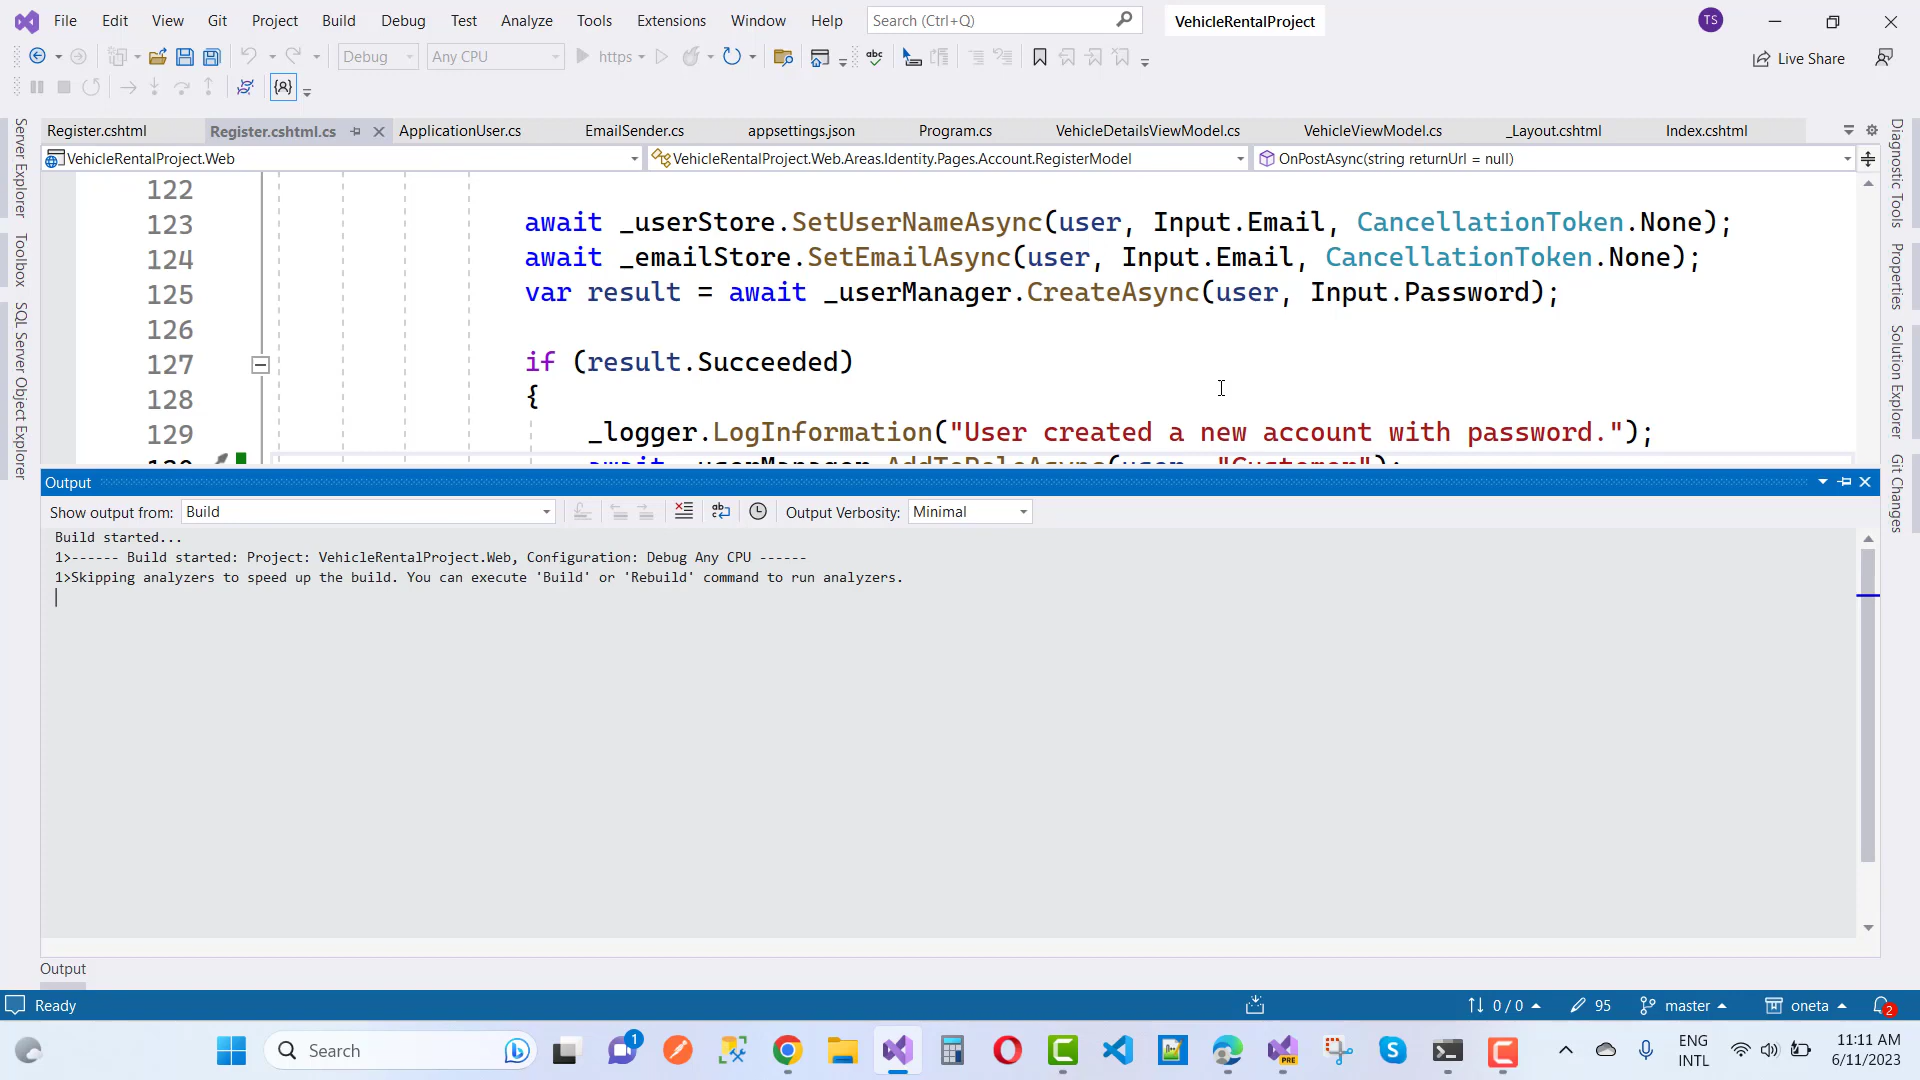 File Edit View Git Project Build Debug Test Analyze Tools Extensions Window Help Search (Ctrl+Q) VehicleRentalProject TS
Debug Any CPU https Live Share
Register.cshtml Register.cshtml.cs ApplicationUser.cs EmailSender.cs appsettings.json Program.cs VehicleDetailsViewModel.cs VehicleViewModel.cs _Layout.cshtml Index.cshtml
VehicleRentalProject.Web VehicleRentalProject.Web.Areas.Identity.Pages.Account.RegisterModel OnPostAsync(string returnUrl = null)
Server Explorer
Toolbox
SQL Server Object Explorer
122
123 await _userStore.SetUserNameAsync(user, Input.Email, CancellationToken.None);
124 await _emailStore.SetEmailAsync(user, Input.Email, CancellationToken.None);
125 var result = await _userManager.CreateAsync(user, Input.Password);
126
127 if (result.Succeeded)
128 {
129 _logger.LogInformation("User created a new account with password.");
130 await _userManager.AddToRoleAsync(user, "Customer");
Diagnostic Tools
Properties
Solution Explorer
Git Changes
Output
Show output from: Build Output Verbosity: Minimal
Build started...
1>------ Build started: Project: VehicleRentalProject.Web, Configuration: Debug Any CPU ------
1>Skipping analyzers to speed up the build. You can execute 'Build' or 'Rebuild' command to run analyzers.
Output
Ready 0 / 0 95 master oneta 2
Search 1 PRE ENG INTL 11:11 AM
6/11/2023